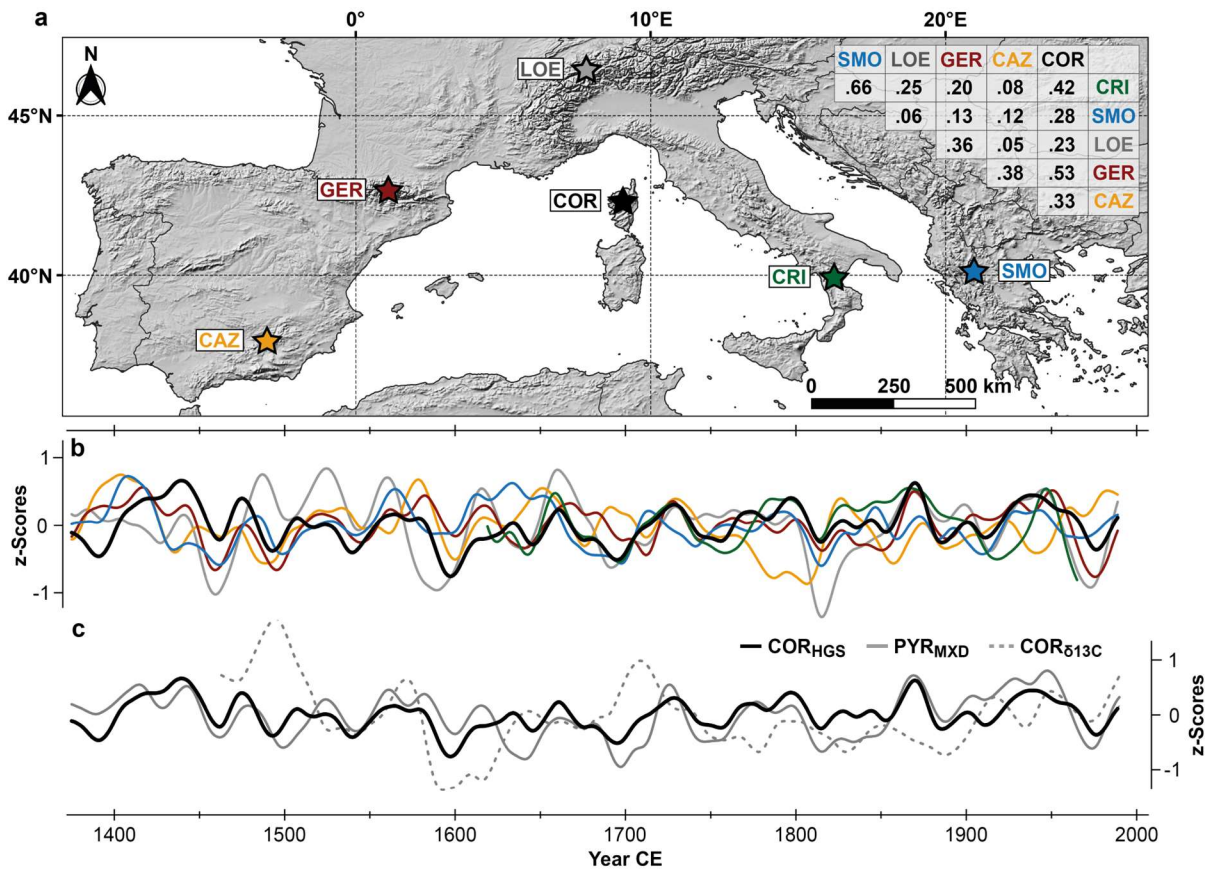 a
0° 10°E 20°E
N
45°N
40°N
LOE
GER
COR
CRI
SMO
CAZ
SMO LOE GER CAZ COR
.66 .25 .20 .08 .42 CRI
.06 .13 .12 .28 SMO
.36 .05 .23 LOE
.38 .53 GER
.33 CAZ
0 250 500 km
b
1
0
-1
z-Scores
c
CORHGS PYRMXD CORδ13C
1
0
-1
z-Scores
1400 1500 1600 1700 1800 1900 2000
Year CE